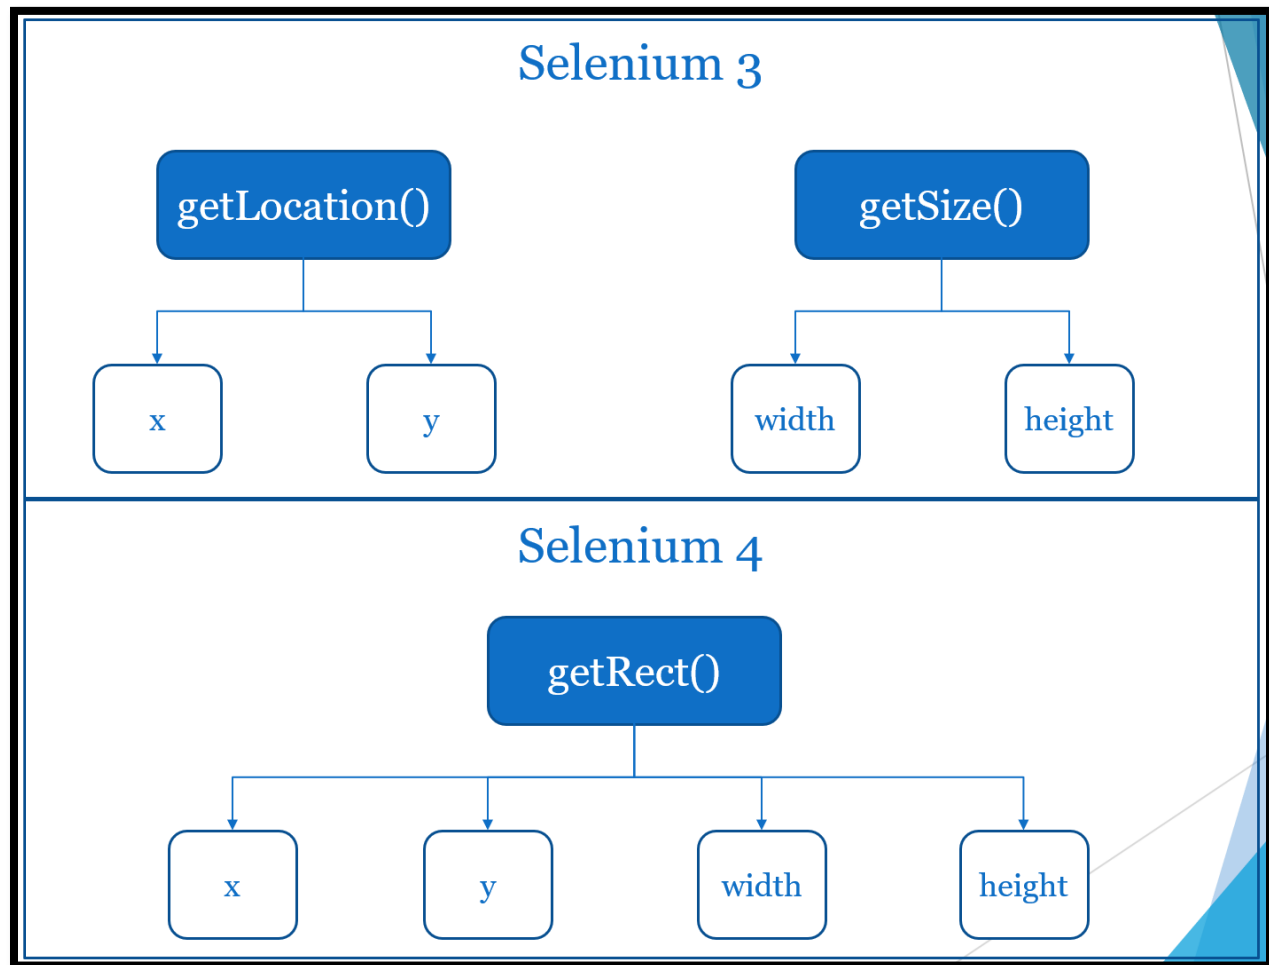 Selenium 3
getLocation()
getSize()
x
y
width
height
Selenium 4
getRect()
x
y
width
height